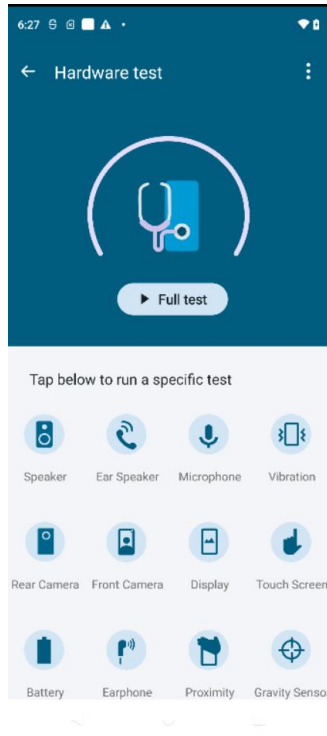 6:27
Hardware test
Full test
Tap below to run a specific test
Speaker Ear Speaker Microphone Vibration
Rear Camera Front Camera Display Touch Screen
Battery Earphone Proximity Gravity Senso